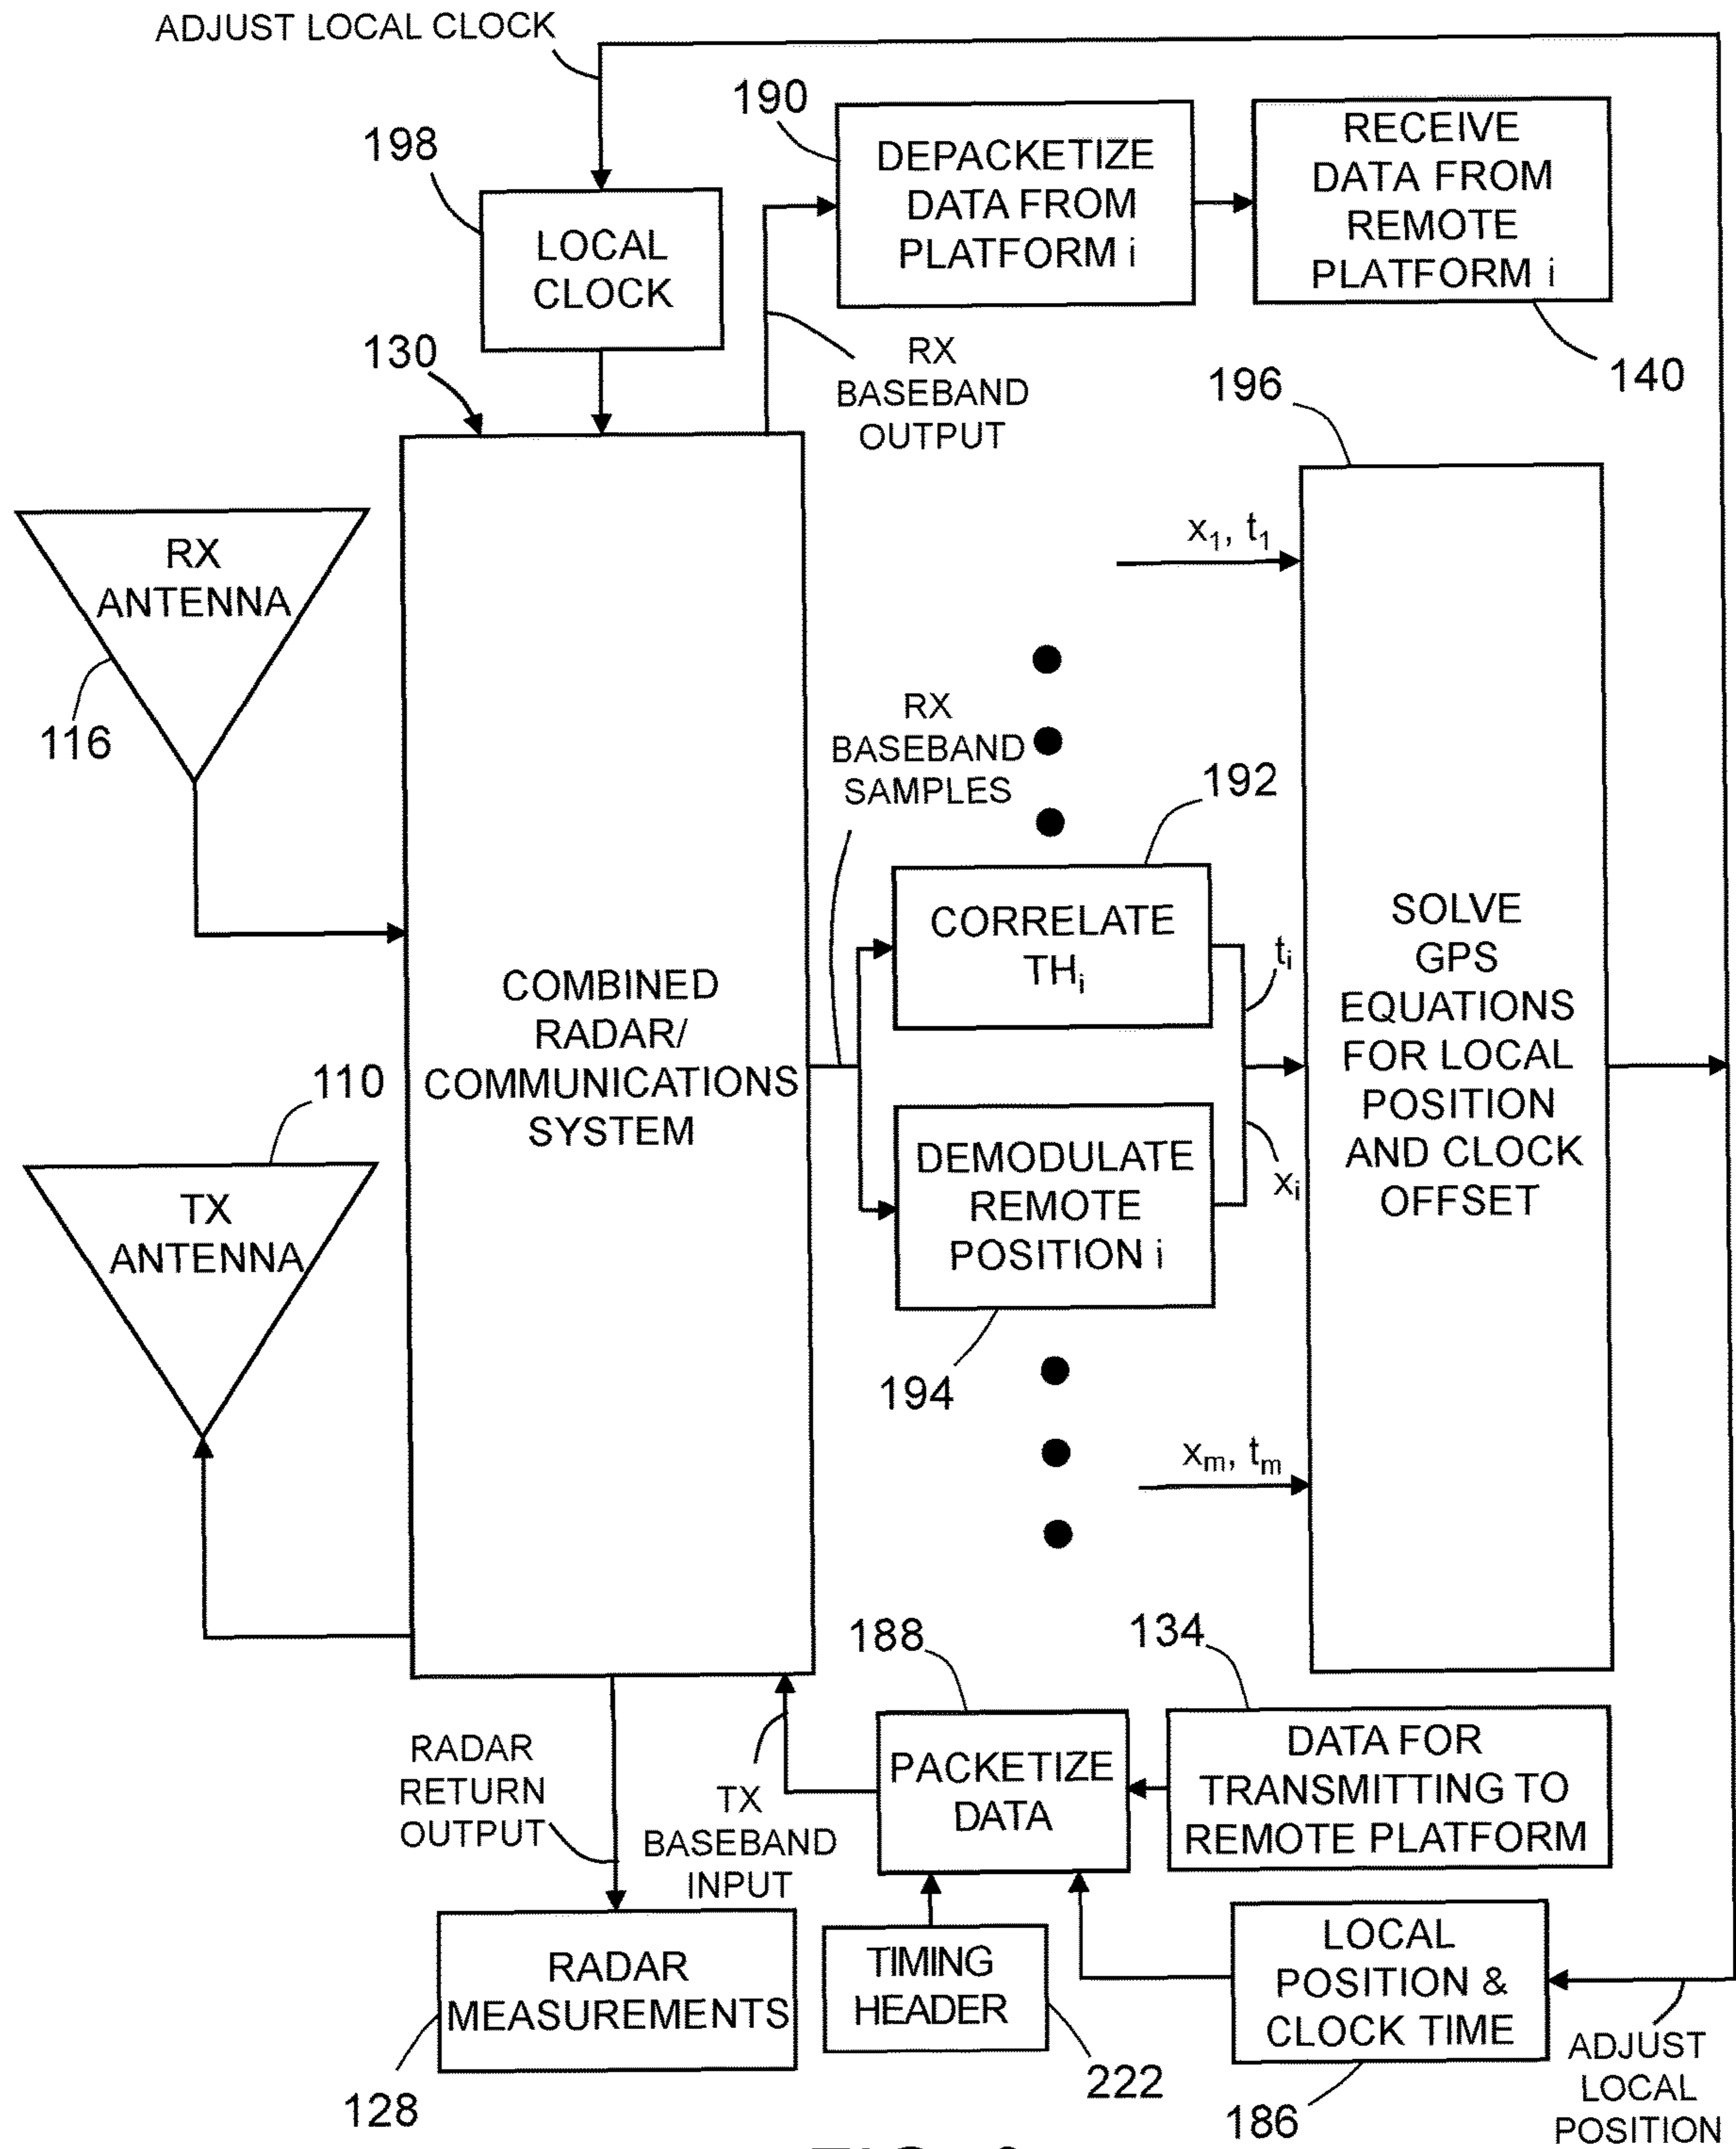 ADJUST LOCAL CLOCK
190
DEPACKETIZE
DATA FROM
PLATFORM i
RECEIVE
DATA FROM
REMOTE
PLATFORM i
140
198
LOCAL
CLOCK
130
RX
BASEBAND
OUTPUT
196
RX
ANTENNA
116
x₁, t₁
RX
BASEBAND
SAMPLES
192
CORRELATE
THᵢ
tᵢ
SOLVE
GPS
EQUATIONS
FOR LOCAL
POSITION
AND CLOCK
OFFSET
COMBINED
RADAR/
COMMUNICATIONS
SYSTEM
110
TX
ANTENNA
DEMODULATE
REMOTE
POSITION i
xᵢ
194
xₘ, tₘ
188
134
PACKETIZE
DATA
DATA FOR
TRANSMITTING TO
REMOTE PLATFORM
RADAR
RETURN
OUTPUT
TX
BASEBAND
INPUT
RADAR
MEASUREMENTS
128
TIMING
HEADER
222
LOCAL
POSITION &
CLOCK TIME
186
ADJUST
LOCAL
POSITION